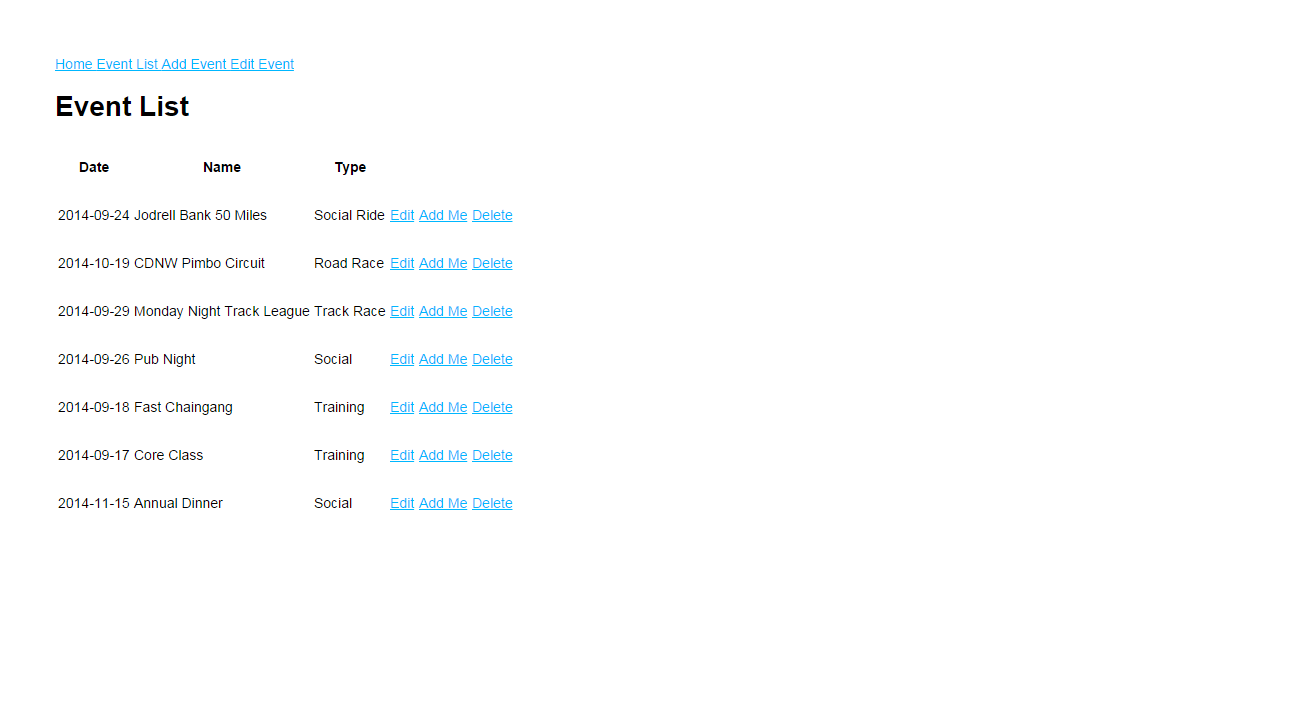 Home Event List Add Event Edit Event
Event List
Date Name Type
2014-09-24 Jodrell Bank 50 Miles Social Ride Edit Add Me Delete
2014-10-19 CDNW Pimbo Circuit Road Race Edit Add Me Delete
2014-09-29 Monday Night Track League Track Race Edit Add Me Delete
2014-09-26 Pub Night Social Edit Add Me Delete
2014-09-18 Fast Chaingang Training Edit Add Me Delete
2014-09-17 Core Class Training Edit Add Me Delete
2014-11-15 Annual Dinner Social Edit Add Me Delete